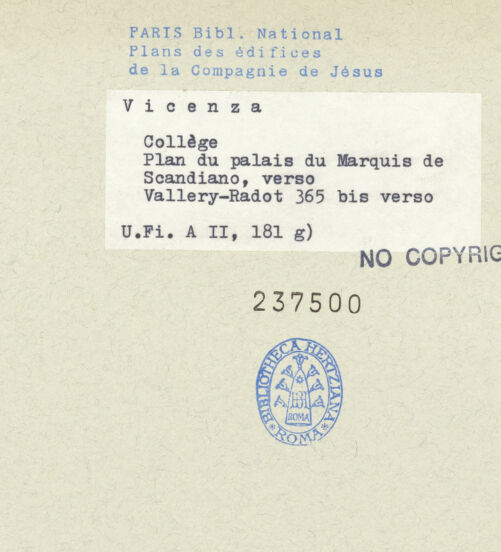 PARIS Bibl. National
Plans des édifices
de la Compagnie de Jésus
Vicenza
Collège
Plan du palais du Marquis de
Scandiano, verso
Vallery-Radot 365 bis verso
U.Fi. A II, 181 g)
NO COPYRIG
237500
BIBLIOTHECA HERTZIANA
ROMA
ROMA